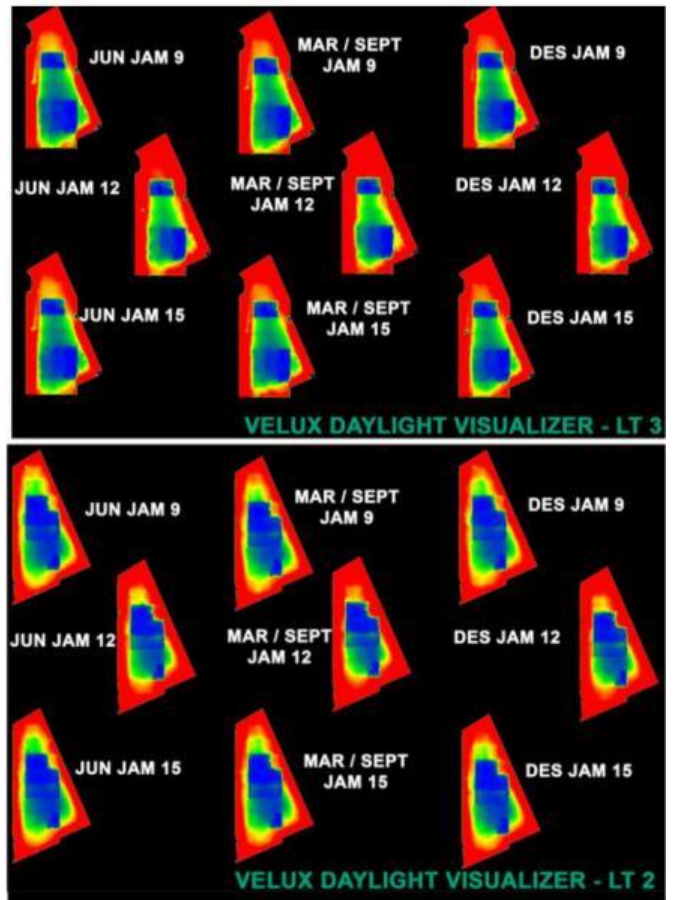 JUN JAM 9
MAR / SEPT
JAM 9
DES JAM 9
JUN JAM 12
MAR / SEPT
JAM 12
DES JAM 12
JUN JAM 15
MAR / SEPT
JAM 15
DES JAM 15
VELUX DAYLIGHT VISUALIZER - LT 3
JUN JAM 9
MAR / SEPT
JAM 9
DES JAM 9
JUN JAM 12
MAR / SEPT
JAM 12
DES JAM 12
JUN JAM 15
MAR / SEPT
JAM 15
DES JAM 15
VELUX DAYLIGHT VISUALIZER - LT 2